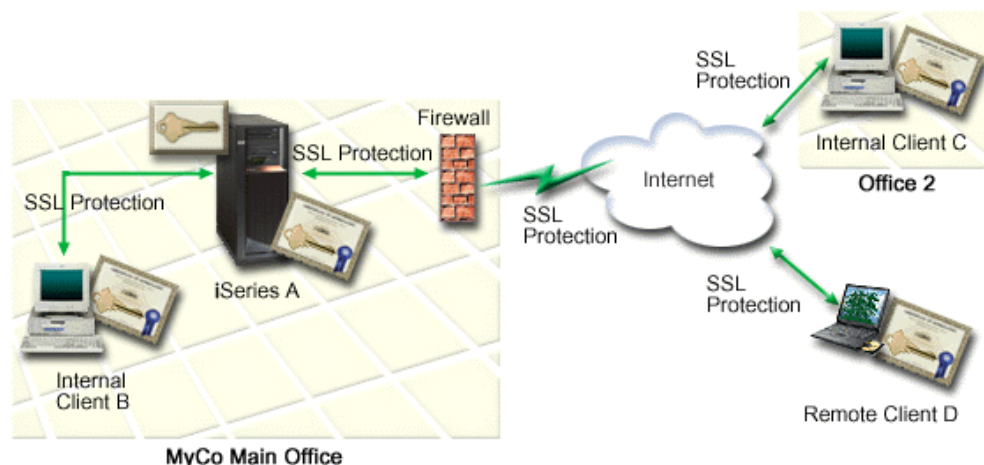 SSL
Protection
Firewall
SSL Protection
Internal Client C
Office 2
Internet
SSL Protection
SSL
Protection
iSeries A
SSL
Protection
Internal
Client B
Remote Client D
MyCo Main Office